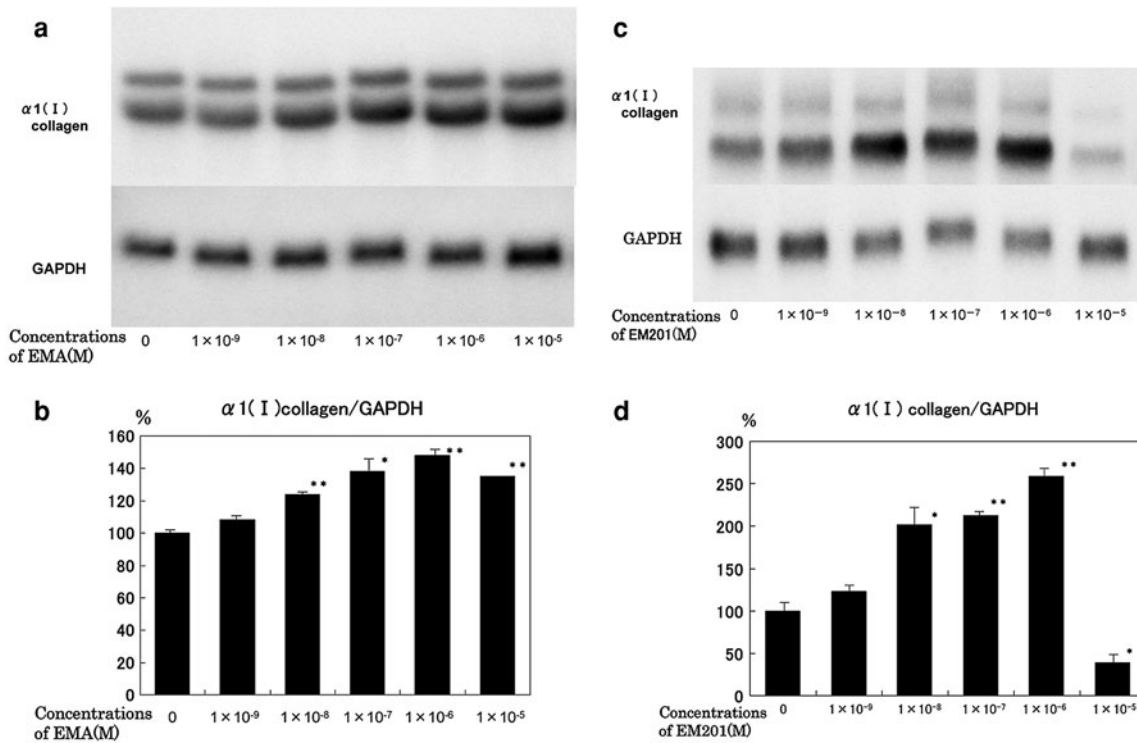 a
α1(Ⅰ)
collagen
GAPDH
Concentrations
of EMA(M)
0 1×10-9 1×10-8 1×10-7 1×10-6 1×10-5
b
%
α1(Ⅰ)collagen/GAPDH
160
140
120
100
80
60
40
20
0
** * ** **
Concentrations
of EMA(M)
0 1×10-9 1×10-8 1×10-7 1×10-6 1×10-5
c
α1(Ⅰ)
collagen
GAPDH
Concentrations
of EM201(M)
0 1×10-9 1×10-8 1×10-7 1×10-6 1×10-5
d
%
α1(Ⅰ) collagen/GAPDH
300
250
200
150
100
50
0
* ** ** *
Concentrations
of EM201(M)
0 1×10-9 1×10-8 1×10-7 1×10-6 1×10-5